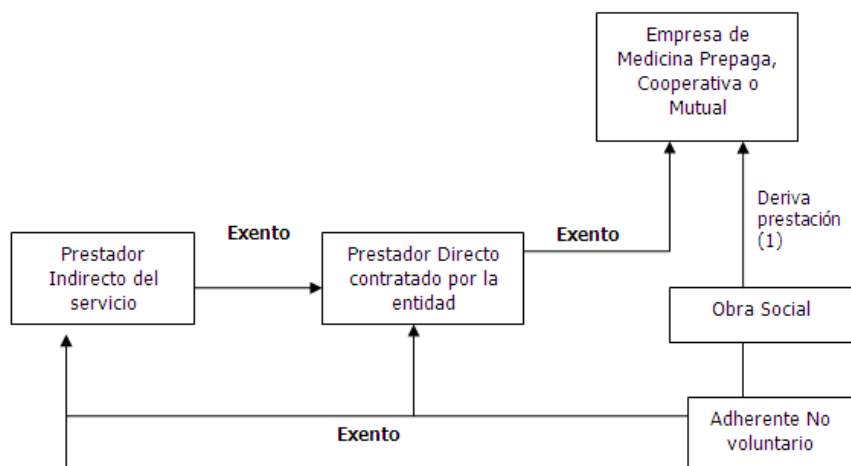 Empresa de
Medicina Prepaga,
Cooperativa o
Mutual
Deriva
prestación
(1)
Exento
Exento
Prestador
Indirecto del
servicio
Prestador Directo
contratado por la
entidad
Obra Social
Adherente No
voluntario
Exento